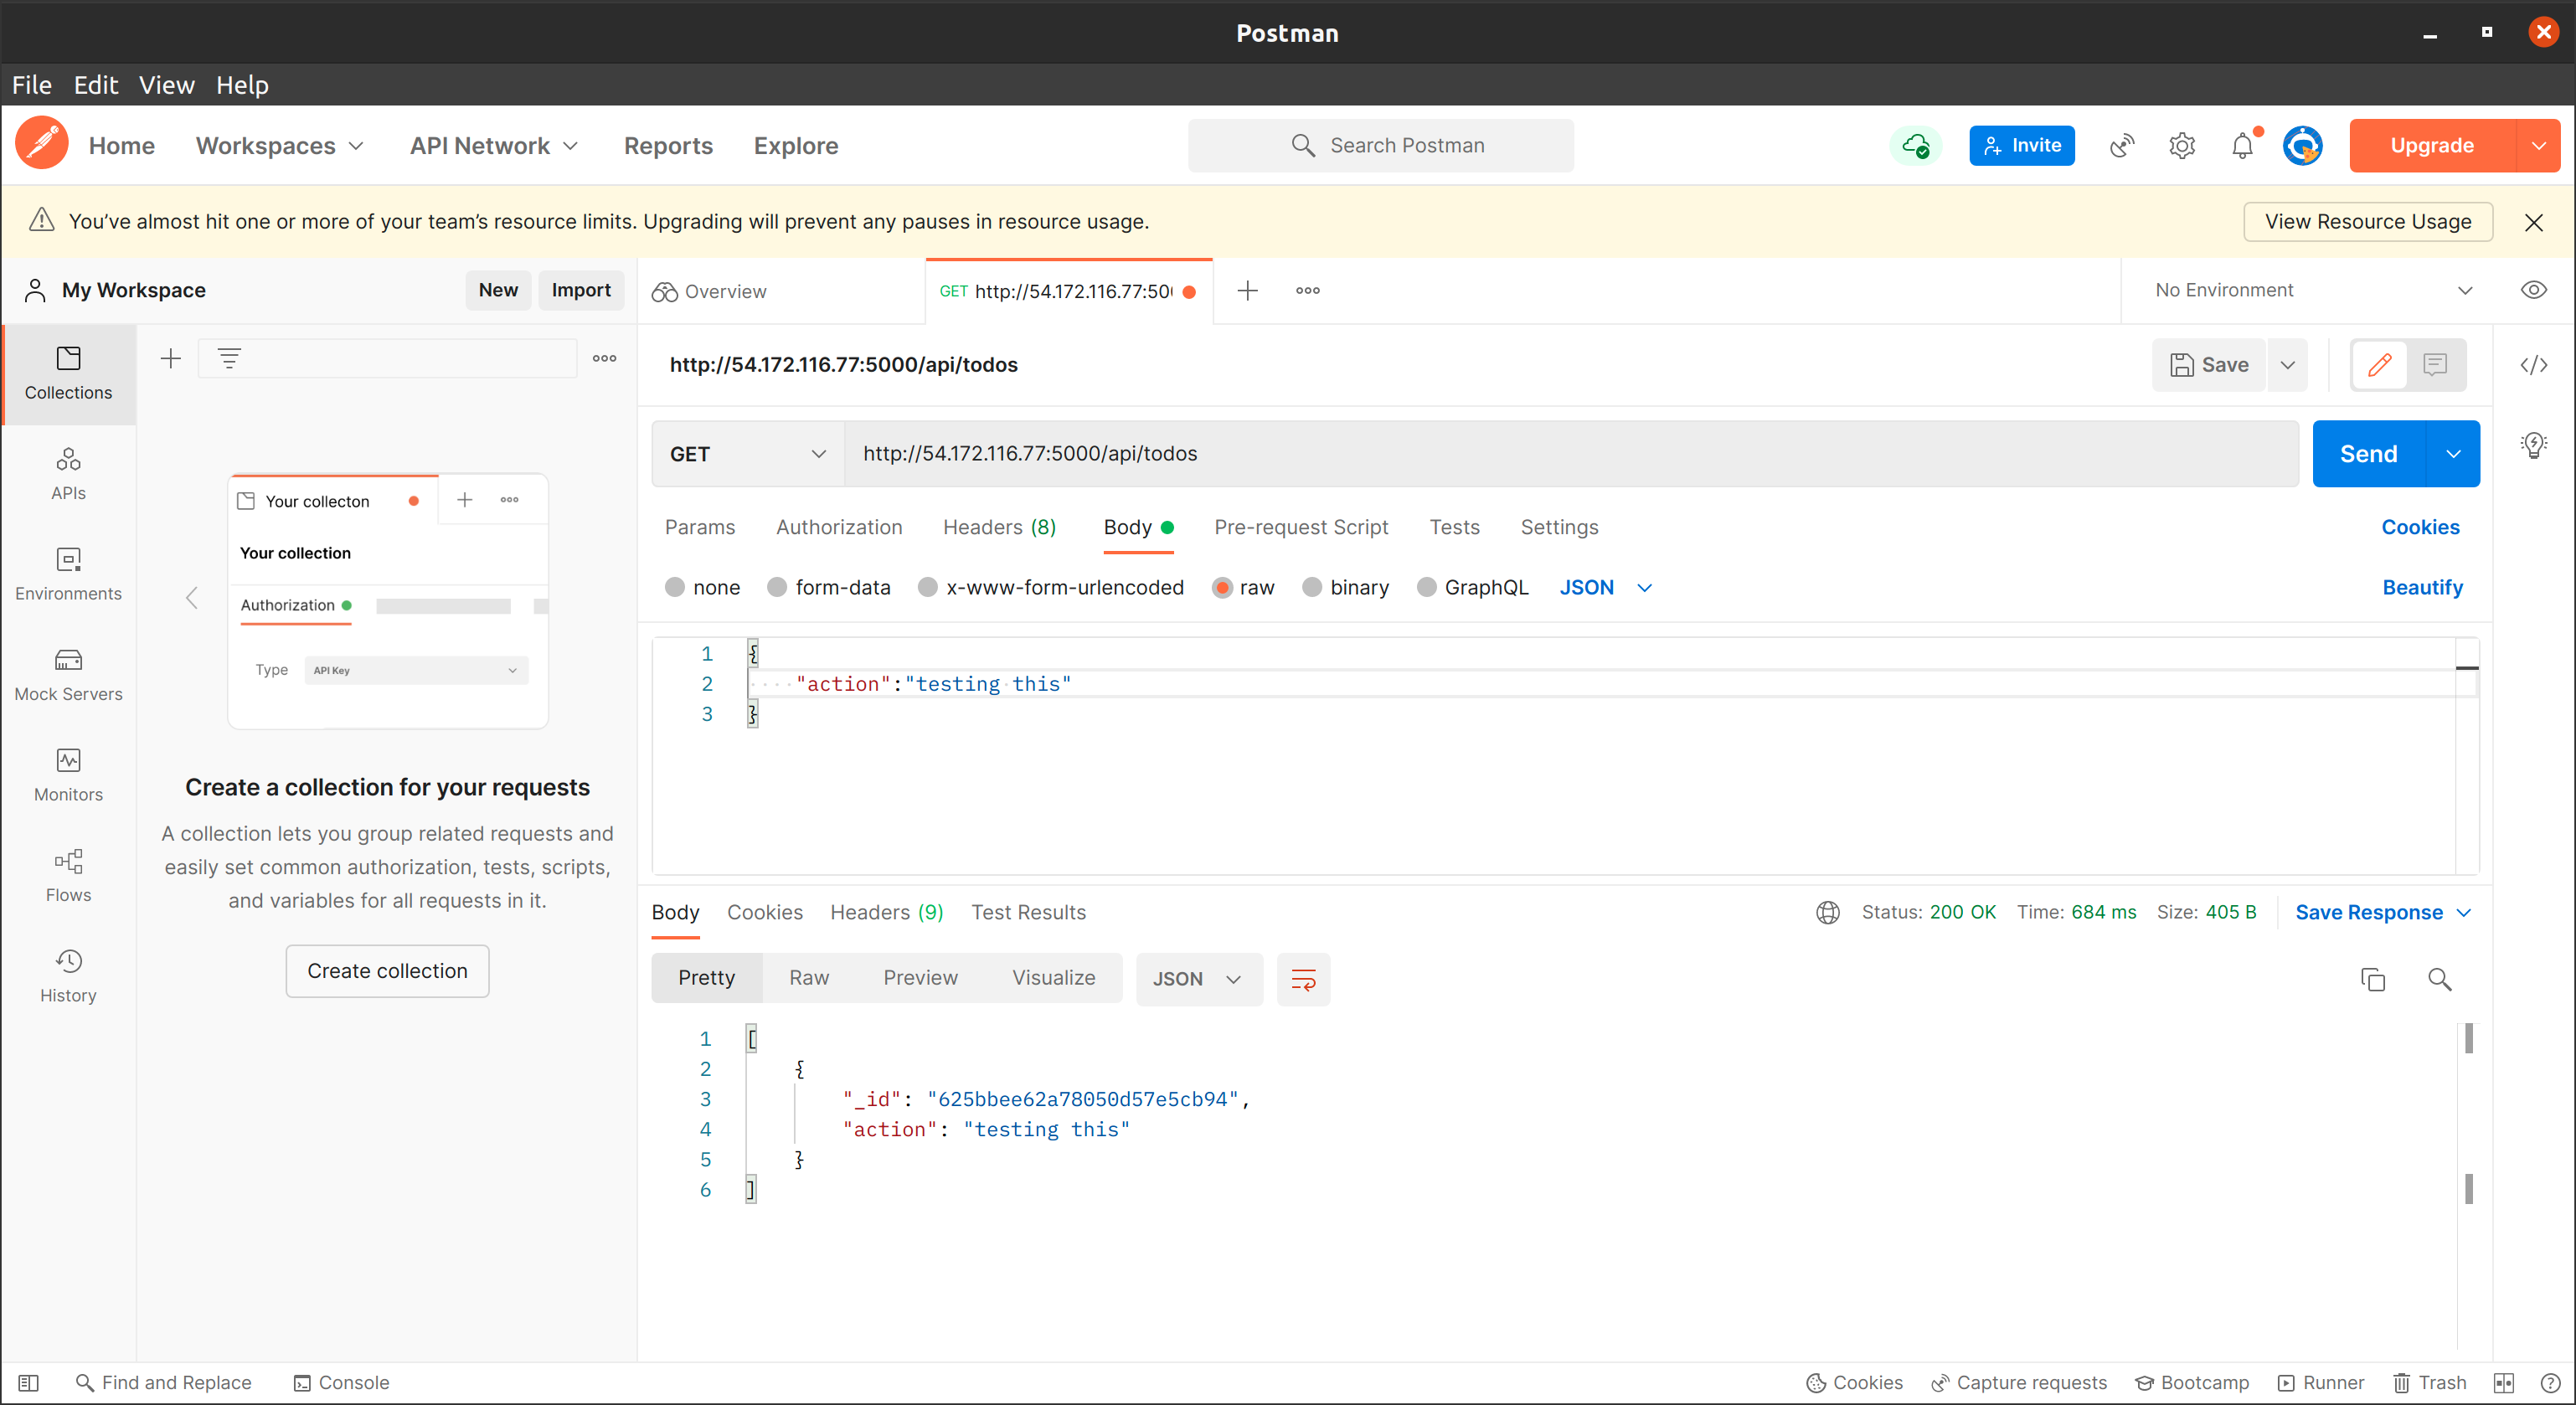 Postman
File Edit View Help
Home Workspaces API Network Reports Explore Search Postman Invite Upgrade
You've almost hit one or more of your team's resource limits. Upgrading will prevent any pauses in resource usage. View Resource Usage
My Workspace New Import Overview GET http://54.172.116.77:50 No Environment
Collections
APIs
Environments
Mock Servers
Monitors
Flows
History
Your collecton
Your collection
Authorization
Type API Key
Create a collection for your requests
A collection lets you group related requests and
easily set common authorization, tests, scripts,
and variables for all requests in it.
Create collection
http://54.172.116.77:5000/api/todos Save
GET http://54.172.116.77:5000/api/todos Send
Params Authorization Headers (8) Body Pre-request Script Tests Settings Cookies
none form-data x-www-form-urlencoded raw binary GraphQL JSON Beautify
1 {
2 "action":"testing this"
3 }
Body Cookies Headers (9) Test Results Status: 200 OK Time: 684 ms Size: 405 B Save Response
Pretty Raw Preview Visualize JSON
1 [
2 {
3 "_id": "625bbee62a78050d57e5cb94",
4 "action": "testing this"
5 }
6 ]
Find and Replace Console Cookies Capture requests Bootcamp Runner Trash